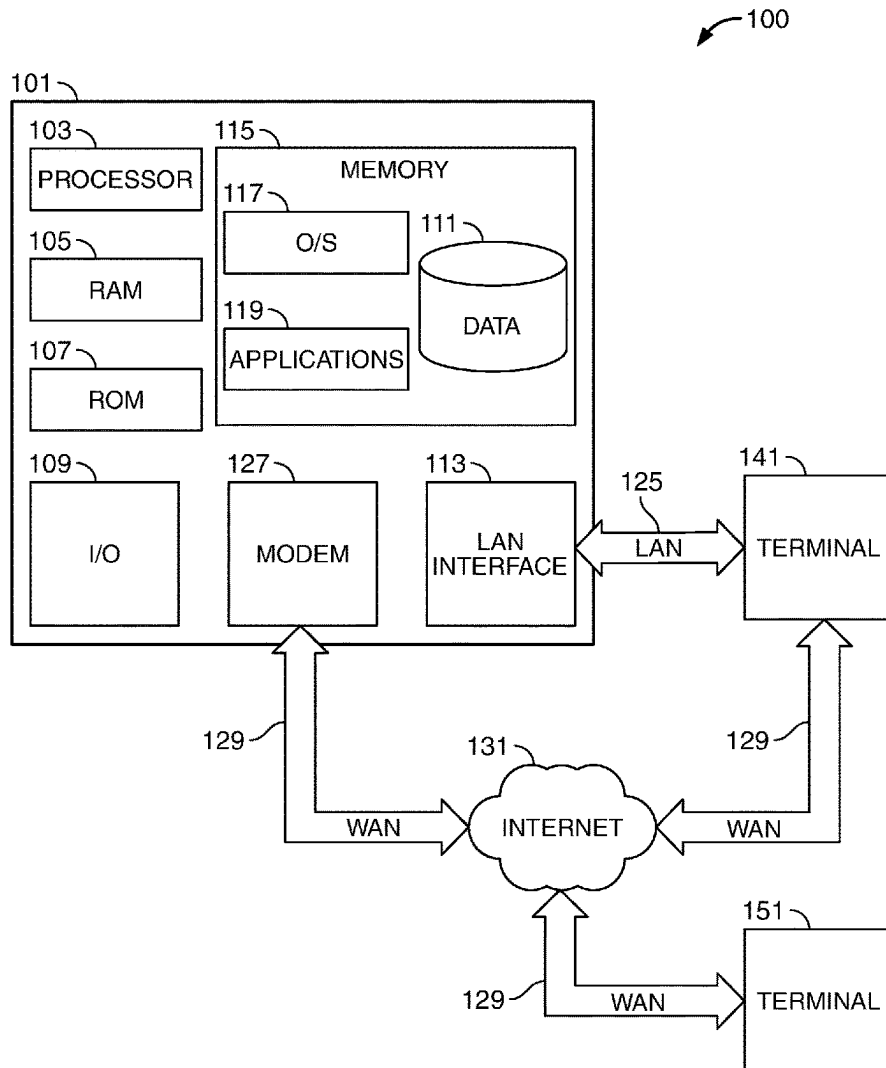 100
101
103
PROCESSOR
105
RAM
107
ROM
115
MEMORY
117
O/S
111
DATA
119
APPLICATIONS
109
I/O
127
MODEM
113
LAN
INTERFACE
125
LAN
141
TERMINAL
129
WAN
131
INTERNET
129
WAN
151
TERMINAL
129
WAN